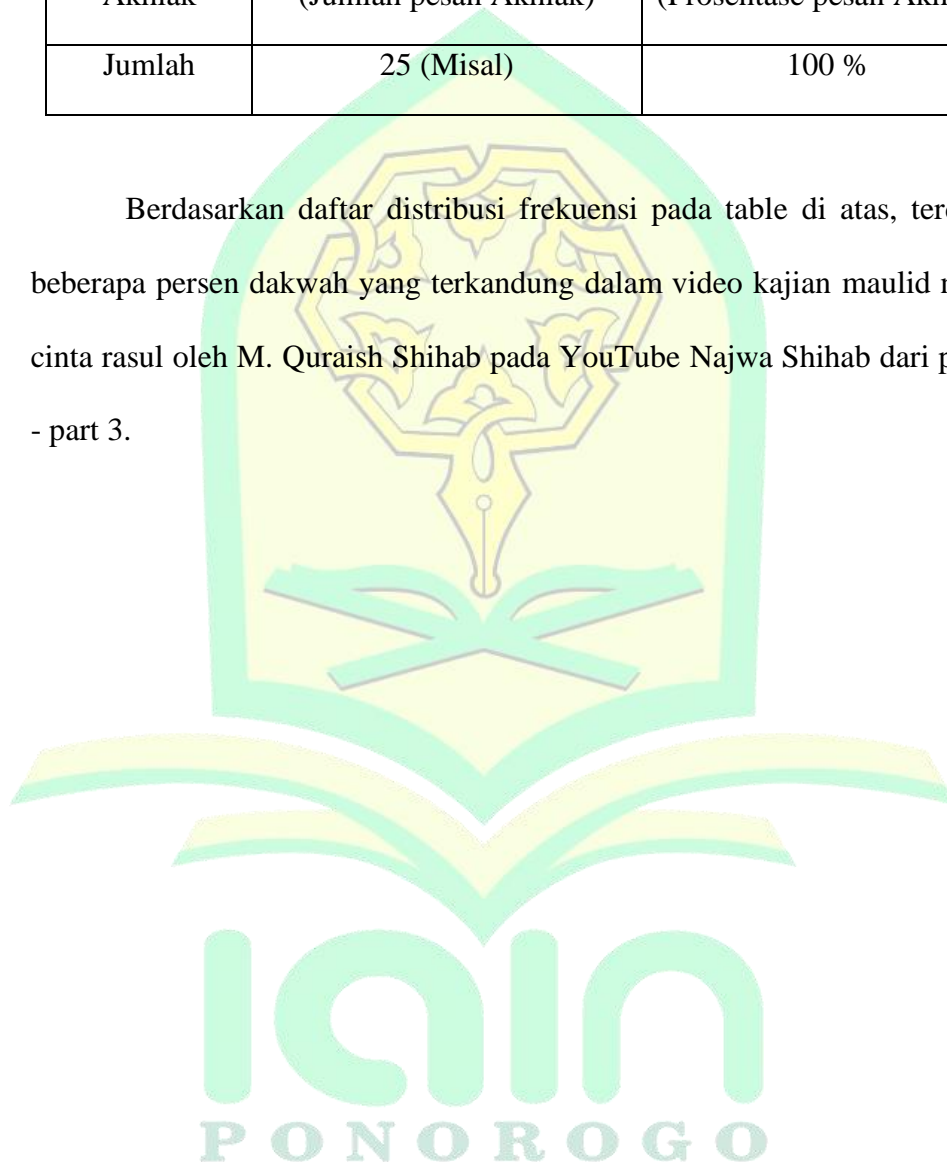 Akhlak (Jumlah pesan Akhlak) (Prosentase pesan
Jumlah 25 (Misal) 100 %
Berdasarkan daftar distribusi frekuensi pada table di atas,
beberapa persen dakwah yang terkandung dalam video kajian maulid
cinta rasul oleh M. Quraish Shihab pada YouTube Najwa Shihab dari
- part 3.
iain
PONOROGO